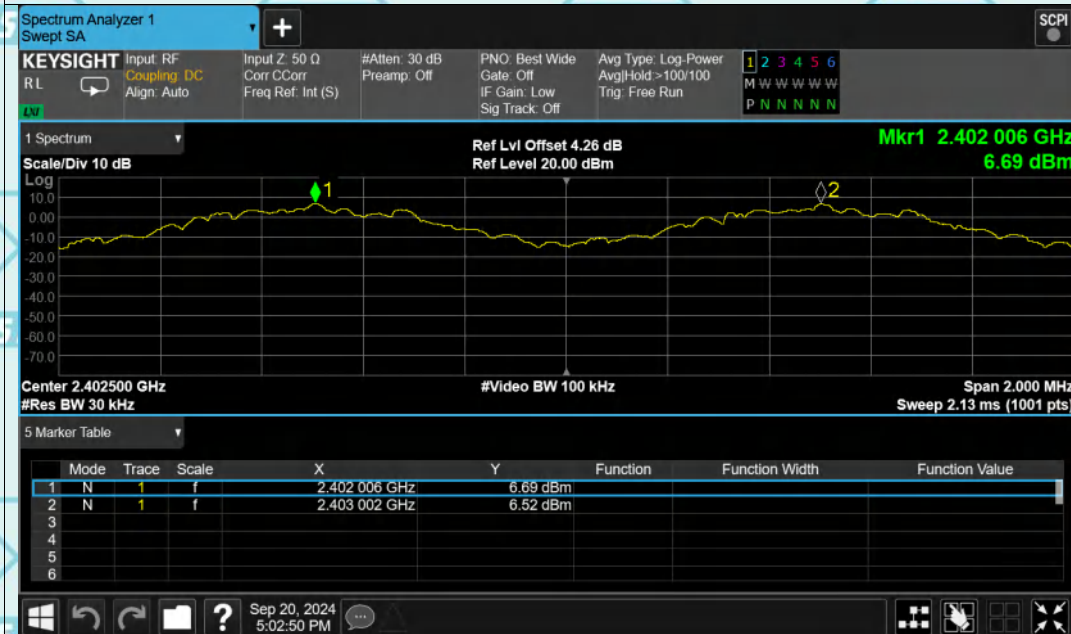 Spectrum Analyzer 1
Swept SA
+
SCPI
KEYSIGHT Input: RF Input Z: 50 Ω #Atten: 30 dB PNO: Best Wide Avg Type: Log-Power 1 2 3 4 5 6
RL Coupling: DC Corr CCorr Preamp: Off Gate: Off Avg|Hold:>100/100 M W W W W W
Align: Auto Freq Ref: Int (S) IF Gain: Low Trig: Free Run
LXI Sig Track: Off P N N N N N
1 Spectrum Ref Lvl Offset 4.26 dB Mkr1 2.402 006 GHz
Scale/Div 10 dB Ref Level 20.00 dBm 6.69 dBm
Log
1 2
10.0
0.00
-10.0
-20.0
-30.0
-40.0
-50.0
-60.0
-70.0
Center 2.402500 GHz #Video BW 100 kHz Span 2.000 MHz
#Res BW 30 kHz Sweep 2.13 ms (1001 pts)
5 Marker Table
Mode Trace Scale X Y Function Function Width Function Value
1 N 1 f 2.402 006 GHz 6.69 dBm
2 N 1 f 2.403 002 GHz 6.52 dBm
3
4
5
6
? Sep 20, 2024
5:02:50 PM